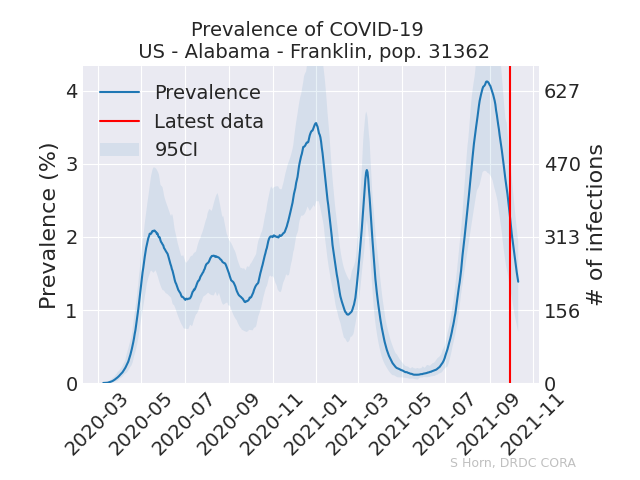 Prevalence of COVID-19
US - Alabama - Franklin, pop. 31362
Prevalence
Latest data
95CI
Prevalence (%)
4
3
2
1
0
627
470
313
156
0
# of infections
2020-03
2020-05
2020-07
2020-09
2020-11
2021-01
2021-03
2021-05
2021-07
2021-09
2021-11
S Horn, DRDC CORA